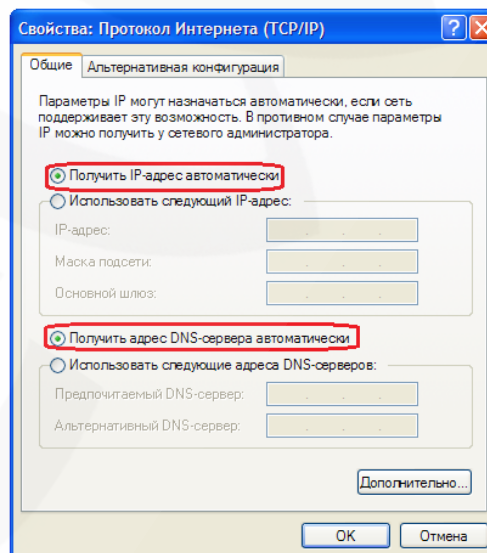 Свойства: Протокол Интернета (TCP/IP)
Общие
Альтернативная конфигурация
Параметры IP могут назначаться автоматически, если сеть
поддерживает эту возможность. В противном случае параметры
IP можно получить у сетевого администратора.
Получить IP-адрес автоматически
Использовать следующий IP-адрес:
IP-адрес:
Маска подсети:
Основной шлюз:
Получить адрес DNS-сервера автоматически
Использовать следующие адреса DNS-серверов:
Предпочитаемый DNS-сервер:
Альтернативный DNS-сервер:
Дополнительно...
OK
Отмена